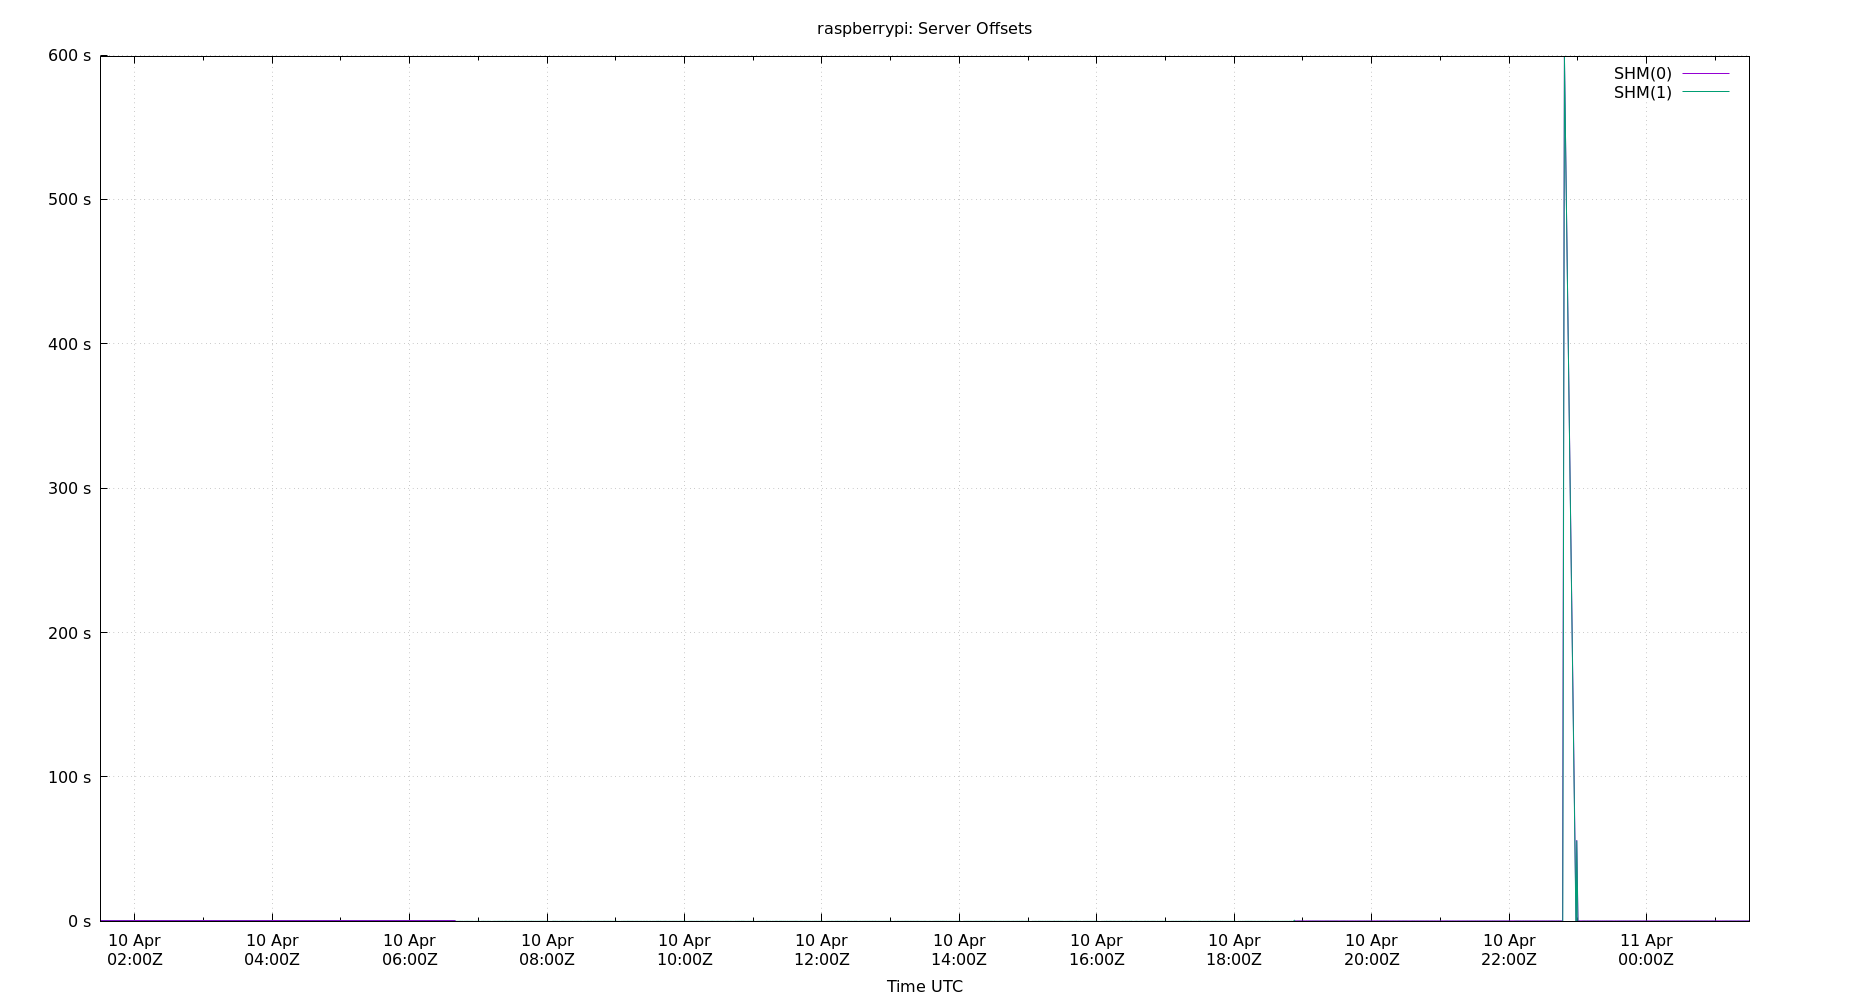 raspberrypi: Server Offsets
600 s
500 s
400 s
300 s
200 s
100 s
0 s
SHM(0)
SHM(1)
10 Apr 10 Apr 10 Apr 10 Apr 10 Apr 10 Apr 10 Apr 10 Apr 10 Apr 10 Apr 10 Apr 11 Apr
02:00Z 04:00Z 06:00Z 08:00Z 10:00Z 12:00Z 14:00Z 16:00Z 18:00Z 20:00Z 22:00Z 00:00Z
Time UTC